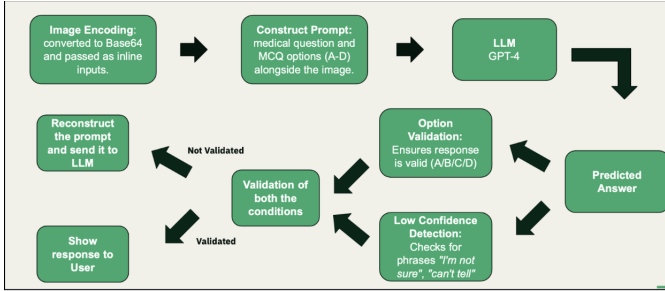 Image Encoding:
converted to Base64
and passed as inline
inputs.
Construct Prompt:
medical question and
MCQ options (A-D)
alongside the image.
LLM
GPT-4
Predicted
Answer
Option
Validation:
Ensures response
is valid (A/B/C/D)
Low Confidence
Detection:
Checks for
phrases "I'm not
sure", "can't tell"
Validation of
both the
conditions
Not Validated
Reconstruct
the prompt
and send it to
LLM
Validated
Show
response to
User